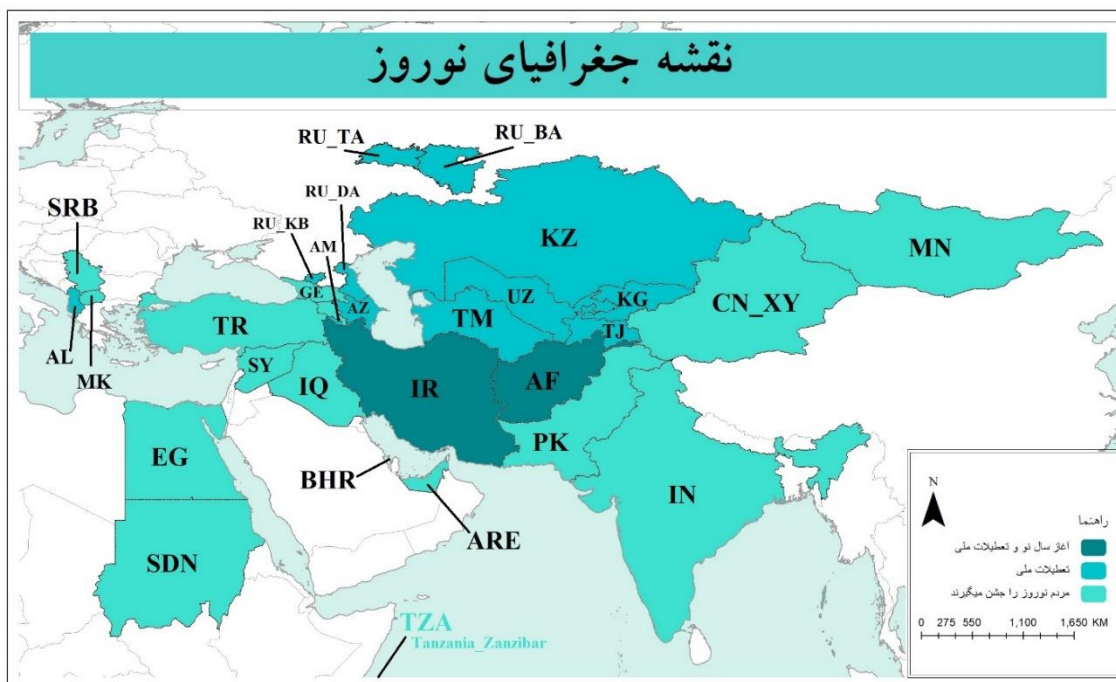 نقشه جغرافیای نوروز
RU_TA
RU_BA
RU_DA
RU_KB
AM
SRB
KZ
MN
GE
AZ
UZ
KG
CN_XY
TR
TM
TJ
AL
MK
SY
IQ
IR
AF
EG
BHR
PK
IN
ARE
SDN
TZA
Tanzania_Zanzibar
N
راهنما
آغاز سال نو و تعطیلات ملی
تعطیلات ملی
مردم نوروز را جشن میگیرند
0 275 550 1,100 1,650 KM